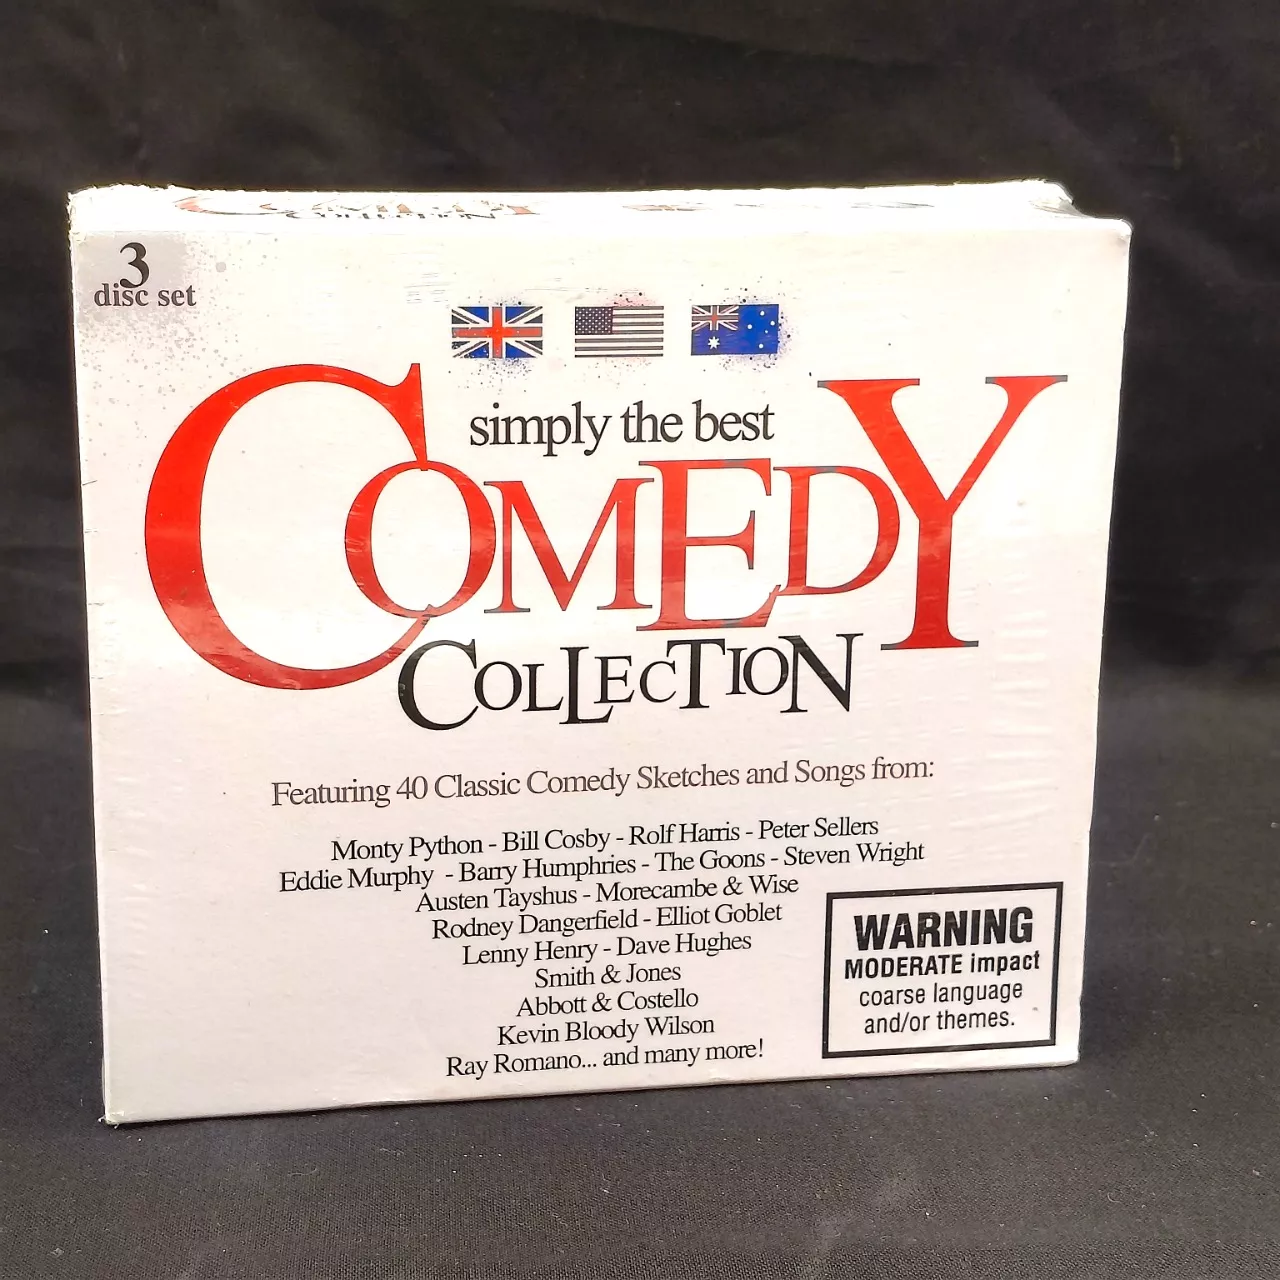 COMEDY
COLLECTION
3
disc set
simply the best
COMEDY
COLLECTION
Featuring 40 Classic Comedy Sketches and Songs from:
Monty Python - Bill Cosby - Rolf Harris - Peter Sellers
Eddie Murphy - Barry Humphries - The Goons - Steven Wright
Austen Tayshus - Morecambe & Wise
Rodney Dangerfield - Elliot Goblet
Lenny Henry - Dave Hughes
Smith & Jones
Abbott & Costello
Kevin Bloody Wilson
Ray Romano... and many more!
WARNING
MODERATE impact
coarse language
and/or themes.